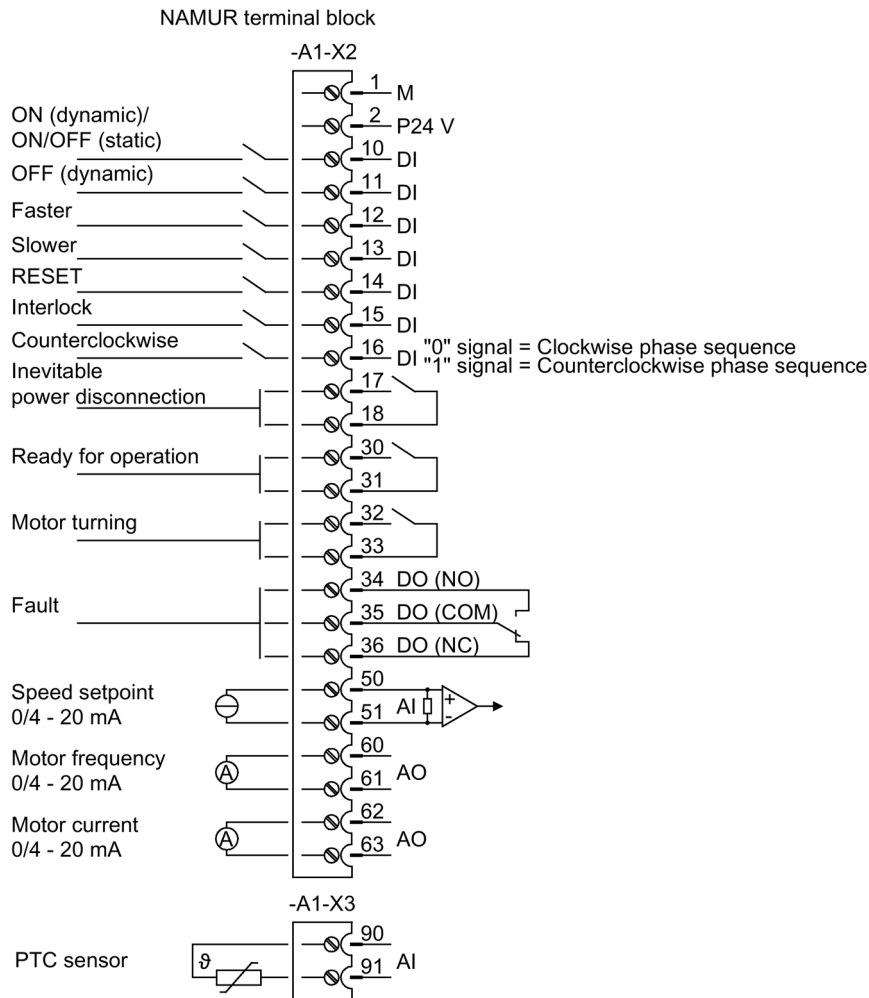 NAMUR terminal block
-A1-X2
1 M
2 P24 V
ON (dynamic)/
ON/OFF (static)
10 DI
OFF (dynamic)
11 DI
Faster
12 DI
Slower
13 DI
RESET
14 DI
Interlock
15 DI
Counterclockwise
16 DI
"0" signal = Clockwise phase sequence
"1" signal = Counterclockwise phase sequence
Inevitable
power disconnection
17
18
Ready for operation
30
31
Motor turning
32
33
Fault
34 DO (NO)
35 DO (COM)
36 DO (NC)
Speed setpoint
0/4 - 20 mA
50
51 AI
+
-
Motor frequency
0/4 - 20 mA
A
60
61 AO
Motor current
0/4 - 20 mA
A
62
63 AO
-A1-X3
PTC sensor
ϑ
90
91 AI